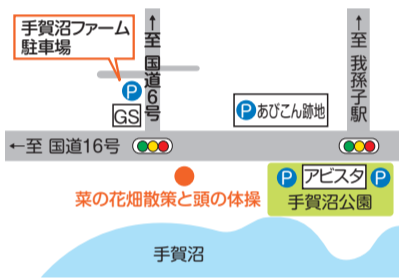 手賀沼ファーム
駐車場
↑至 国道6号
↑至 我孫子駅
P
GS
Pあびこん跡地
←至 国道16号
P アビスタ P
手賀沼公園
菜の花畑散策と頭の体操
手賀沼